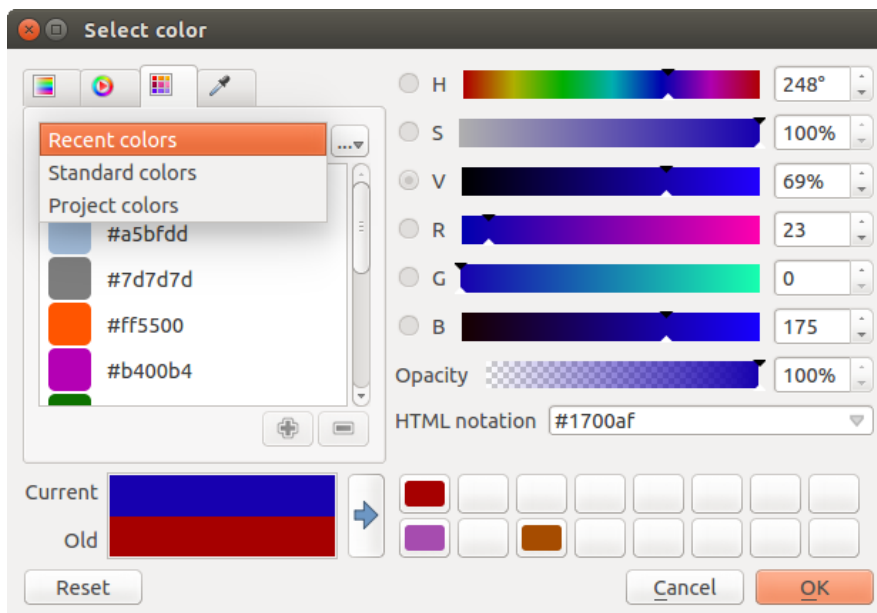 Select color
Recent colors
...
Standard colors
Project colors
#a5bfdd
#7d7d7d
#ff5500
#b400b4
H 248°
S 100%
V 69%
R 23
G 0
B 175
Opacity 100%
HTML notation #1700af
Current
Old
Reset
Cancel
OK